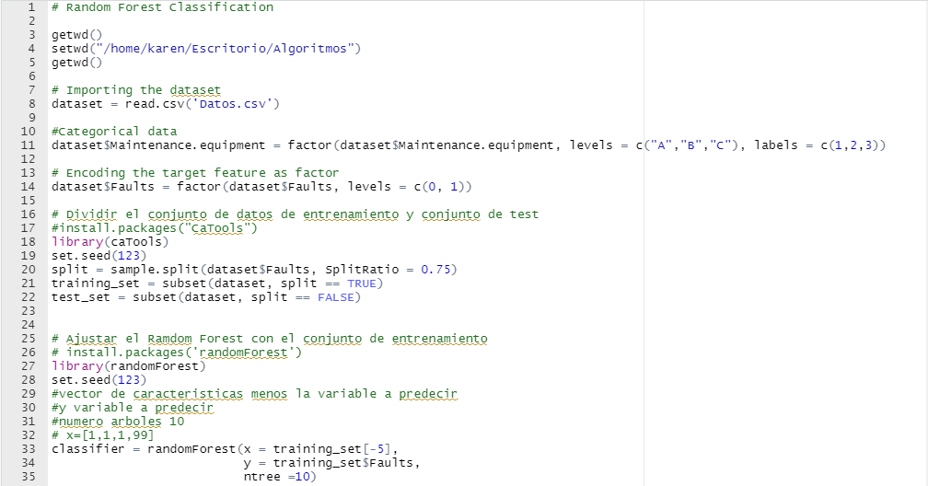 1 # Random Forest Classification
2
3 getwd()
4 setwd("/home/karen/Escritorio/Algoritmos")
5 getwd()
6
7 # Importing the dataset
8 dataset = read.csv('Datos.csv')
9
10 #Categorical data
11 dataset$Maintenance.equipment = factor(dataset$Maintenance.equipment, levels = c("A","B","C"), labels = c(1,2,3))
12
13 # Encoding the target feature as factor
14 dataset$Faults = factor(dataset$Faults, levels = c(0, 1))
15
16 # Dividir el conjunto de datos de entrenamiento y conjunto de test
17 #install.packages("CaTools")
18 library(caTools)
19 set.seed(123)
20 split = sample.split(dataset$Faults, SplitRatio = 0.75)
21 training_set = subset(dataset, split == TRUE)
22 test_set = subset(dataset, split == FALSE)
23
24
25 # Ajustar el Ramdom Forest con el conjunto de entrenamiento
26 # install.packages('randomForest')
27 library(randomForest)
28 set.seed(123)
29 #vector de caracteristicas menos la variable a predecir
30 #y variable a predecir
31 #numero arboles 10
32 # x=[1,1,1,99]
33 classifier = randomForest(x = training_set[-5],
34 y = training_set$Faults,
35 ntree =10)